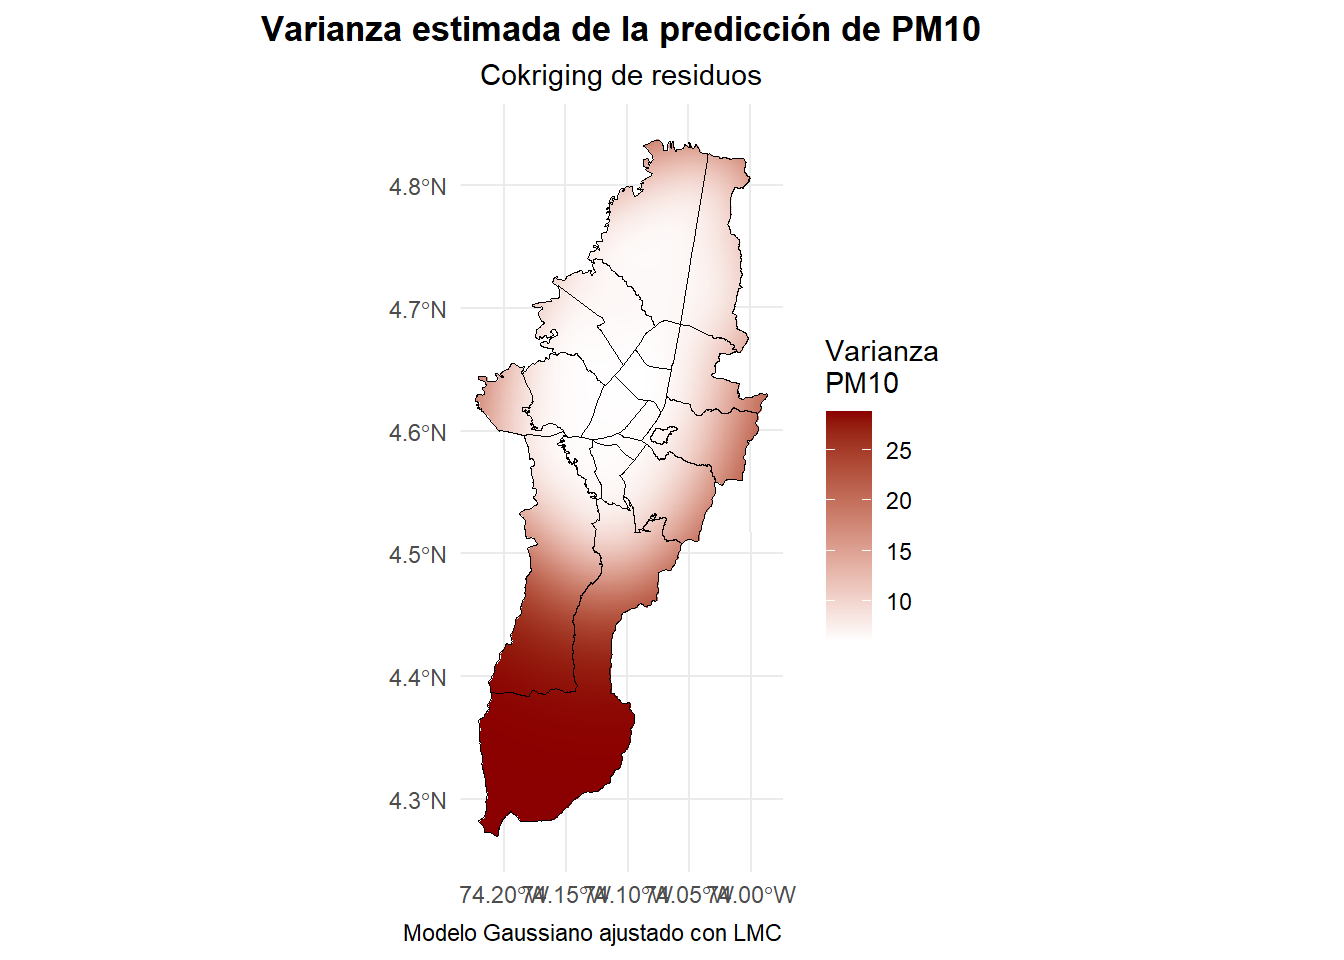 Varianza estimada de la predicción de PM10
Cokriging de residuos
4.8°N
4.7°N
4.6°N
4.5°N
4.4°N
4.3°N
74.20°W
74.15°W
74.10°W
74.05°W
74.00°W
Varianza
PM10
25
20
15
10
Modelo Gaussiano ajustado con LMC